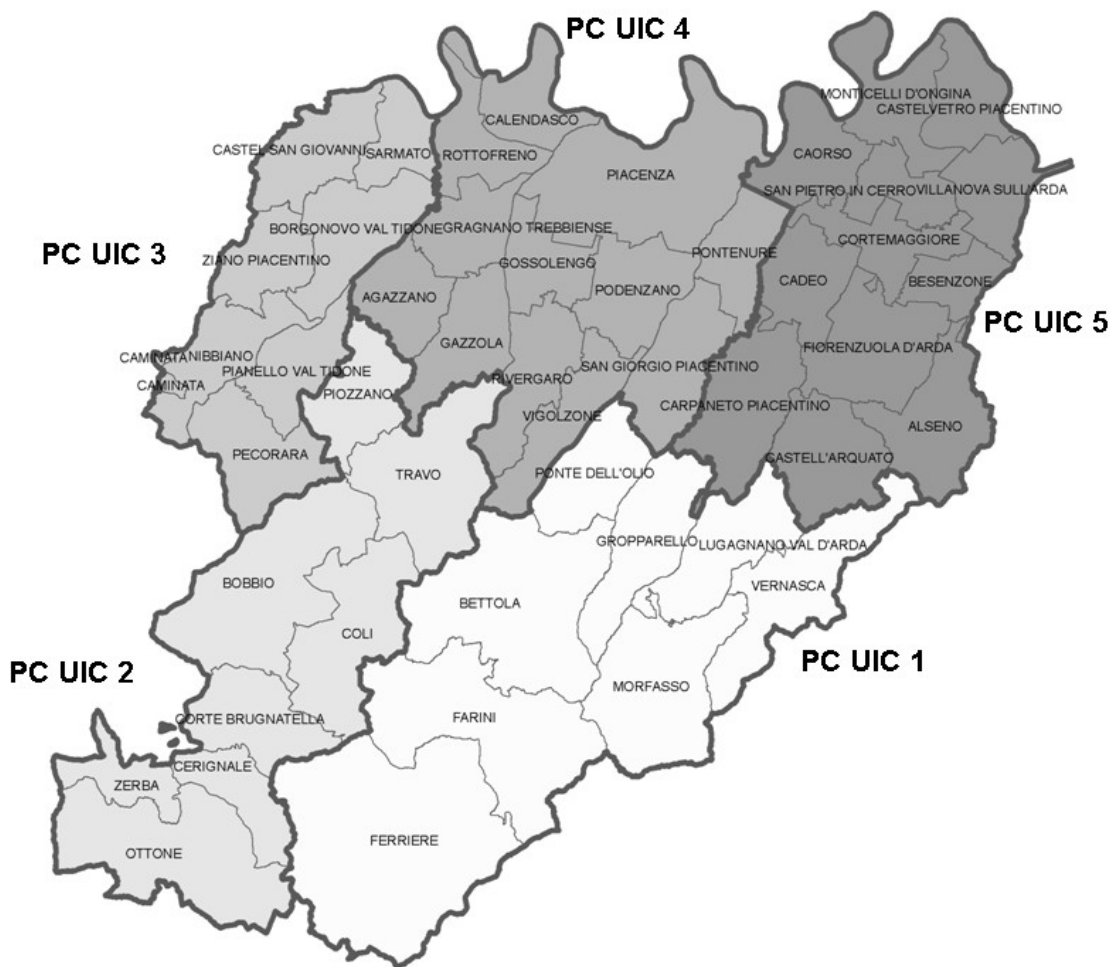 PC UIC 4
MONTICELLI D'ONGINA
CASTELVETRO PIACENTINO
CALENDASCO
CASTEL SAN GIOVANNI
SARMATO
ROTTOFRENO
CAORSO
PIACENZA
SAN PIETRO IN CERRO
VILLANOVA SULL'ARDA
BORGONOVO VAL TIDONE
GRAGNANO TREBBIENSE
PC UIC 3
ZIANO PIACENTINO
GOSSOLENGO
PONTENURE
CORTEMAGGIORE
CADEO
BESENZONE
AGAZZANO
PODENZANO
PC UIC 5
GAZZOLA
FIORENZUOLA D'ARDA
CAMINATA
NIBBIANO
PIANELLO VAL TIDONE
CAMINATA
PIOZZANO
RIVERGARO
SAN GIORGIO PIACENTINO
VIGOLZONE
CARPANETO PIACENTINO
ALSENO
PECORARA
TRAVO
PONTE DELL'OLIO
CASTELL'ARQUATO
GROPPARELLO
LUGAGNANO VAL D'ARDA
BOBBIO
VERNASCA
BETTOLA
COLI
PC UIC 2
PC UIC 1
MORFASSO
CORTE BRUGNATELLA
FARINI
CERIGNALE
ZERBA
FERRIERE
OTTONE